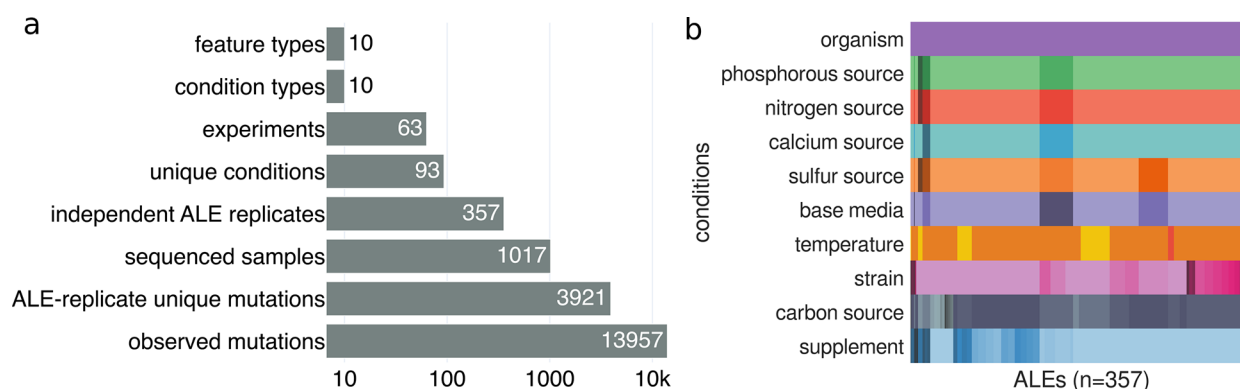 a
feature types 10
condition types 10
experiments 63
unique conditions 93
independent ALE replicates 357
sequenced samples 1017
ALE-replicate unique mutations 3921
observed mutations 13957
10 100 1000 10k
b
conditions
organism
phosphorous source
nitrogen source
calcium source
sulfur source
base media
temperature
strain
carbon source
supplement
ALEs (n=357)